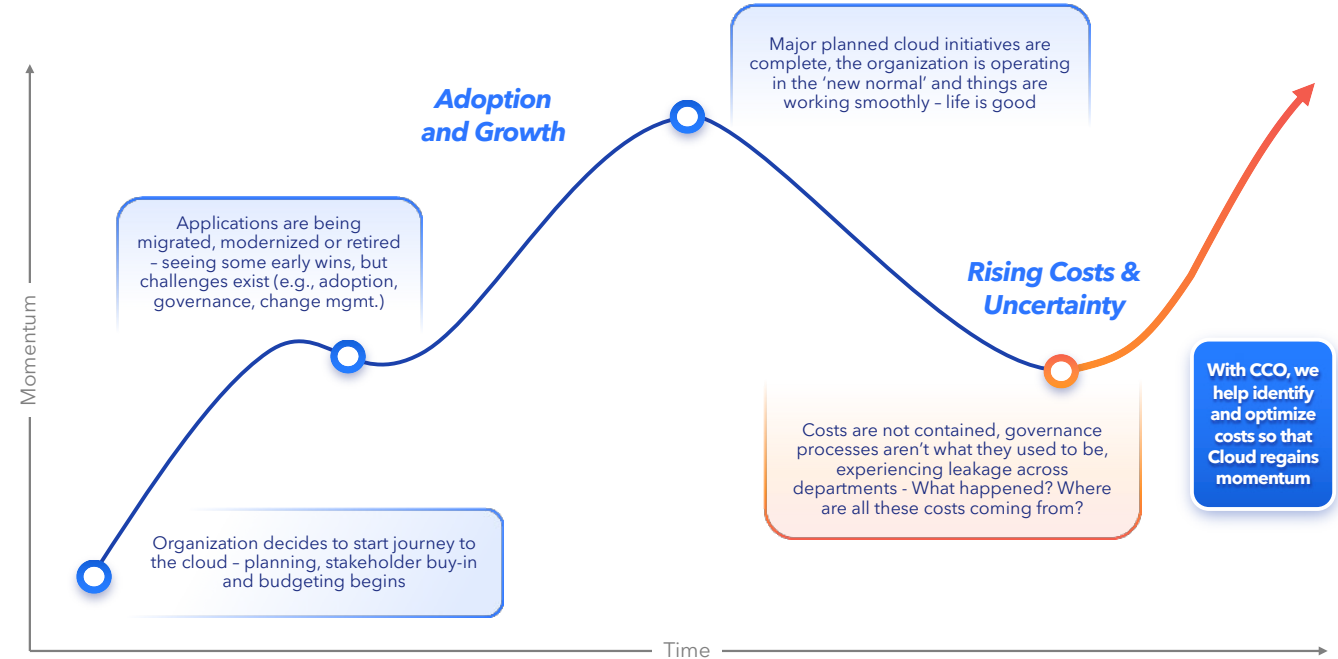 Major planned cloud initiatives are
complete, the organization is operating
in the ‘new normal’ and things are
working smoothly – life is good
Adoption
and Growth
Applications are being
migrated, modernized or retired
– seeing some early wins, but
challenges exist (e.g., adoption,
governance, change mgmt.)
Rising Costs &
Uncertainty
Momentum
With CCO, we
help identify
and optimize
costs so that
Cloud regains
momentum
Costs are not contained, governance
processes aren’t what they used to be,
experiencing leakage across
departments - What happened? Where
are all these costs coming from?
Organization decides to start journey to
the cloud – planning, stakeholder buy-in
and budgeting begins
Time